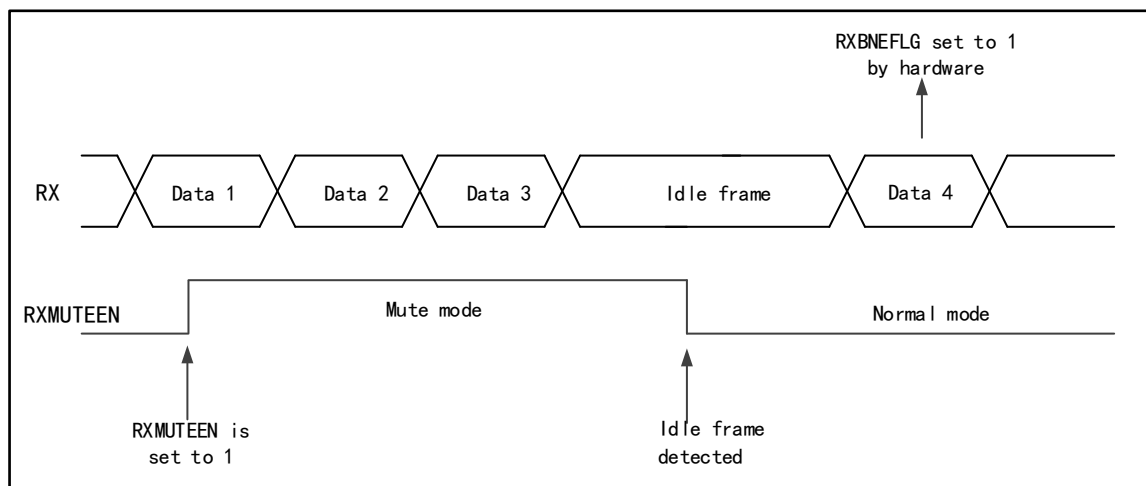 RXBNEFLG set to 1
by hardware
RX
Data 1
Data 2
Data 3
Idle frame
Data 4
RXMUTEEN
Mute mode
Normal mode
RXMUTEEN is
set to 1
Idle frame
detected